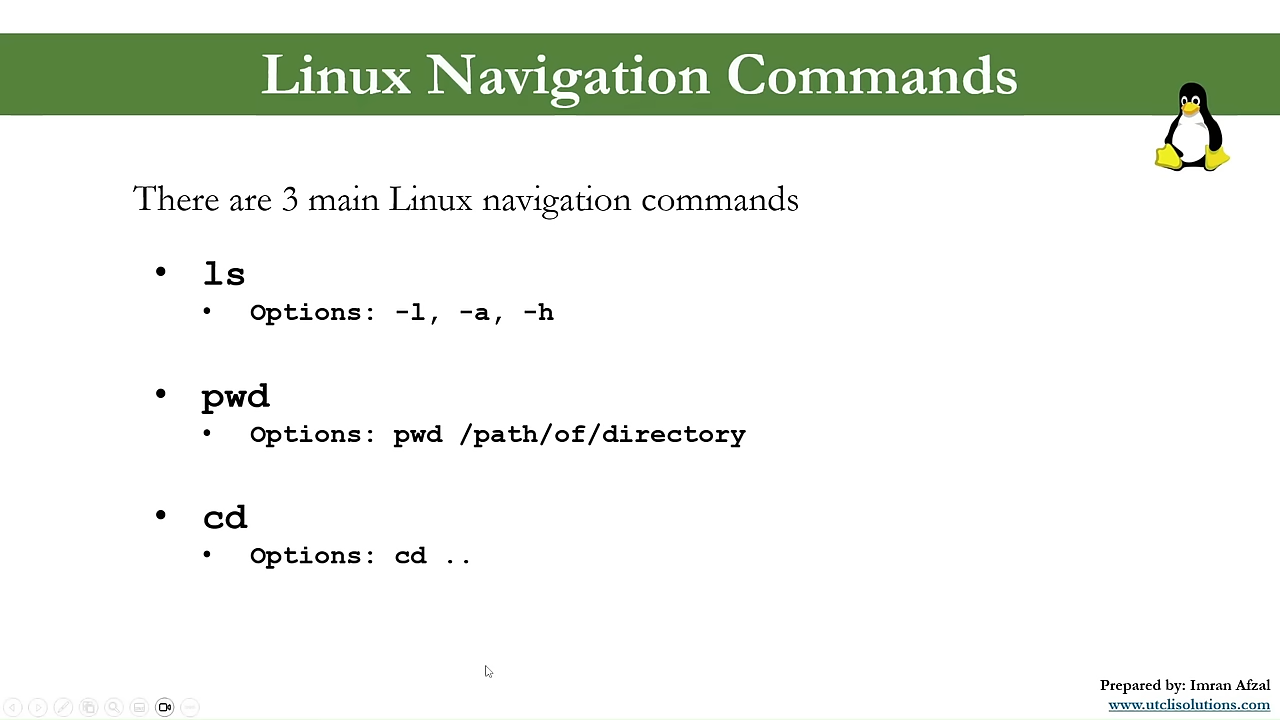 Linux Navigation Commands
There are 3 main Linux navigation commands
• ls
• Options: -l, -a, -h
• pwd
• Options: pwd /path/of/directory
• cd
• Options: cd ..
Prepared by: Imran Afzal
www.utclisolutions.com